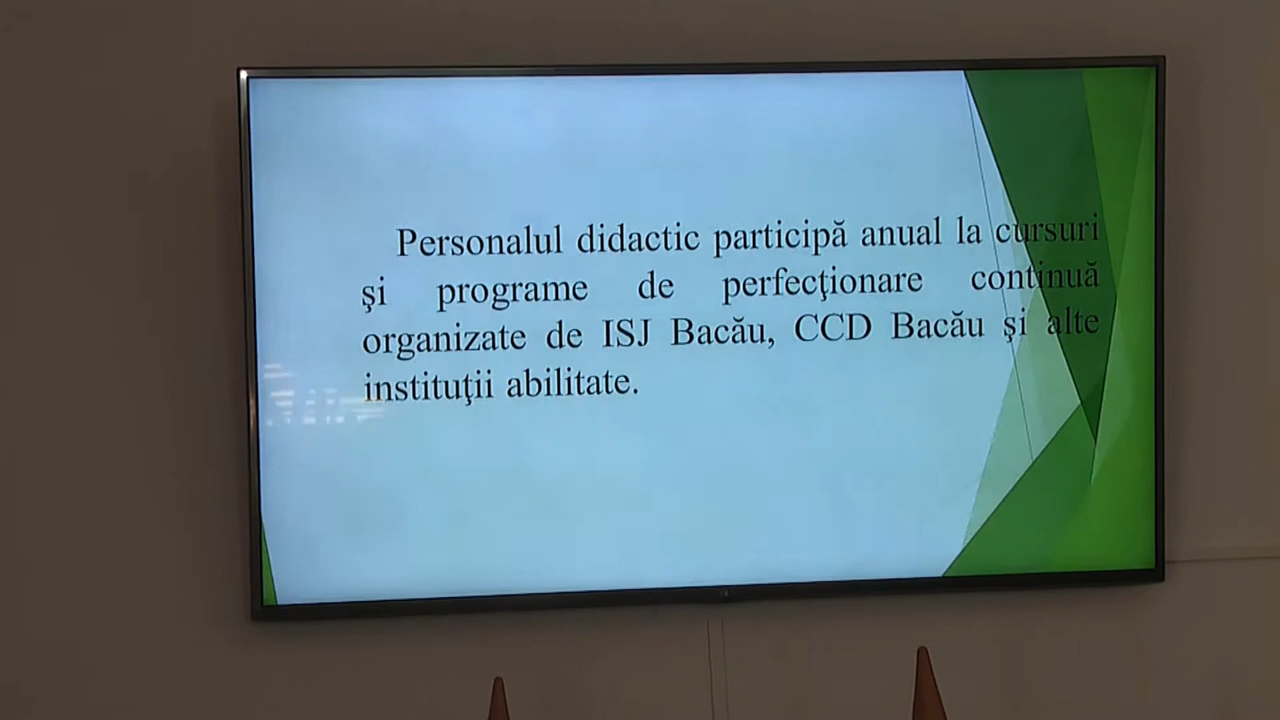 Personalul didactic participă anual la cursuri
şi programe de perfecţionare continuă
organizate de ISJ Bacău, CCD Bacău şi alte
instituţii abilitate.